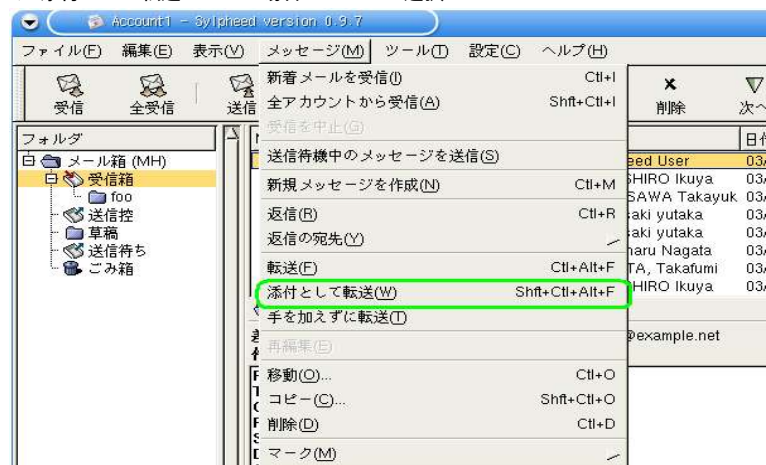 Account1 - Sylpheed version 0.9.7
ファイル(F) 編集(E) 表示(V) メッセージ(M) ツール(T) 設定(C) ヘルプ(H)
受信 全受信 送信 削除 次へ
新着メールを受信(I) Ctl+I
全アカウントから受信(A) Shft+Ctl+I
受信を中止(G)
送信待機中のメッセージを送信(S)
新規メッセージを作成(N) Ctl+M
返信(R) Ctl+R
返信の宛先(Y)
転送(F) Ctl+Alt+F
添付として転送(W) Shft+Ctl+Alt+F
手を加えずに転送(T)
再編集(E)
移動(O)... Ctl+O
コピー(C)... Shft+Ctl+O
削除(D) Ctl+D
マーク(M)
フォルダ
メール箱 (MH)
受信箱
foo
送信控
草稿
送信待ち
ごみ箱
eed User 03/
SHIRO Ikuya 03/
SAWA Takayuk 03/
saki yutaka 03/
saki yutaka 03/
naru Nagata 03/
TA, Takafumi 03/
HIRO Ikuya 03/
@example.net